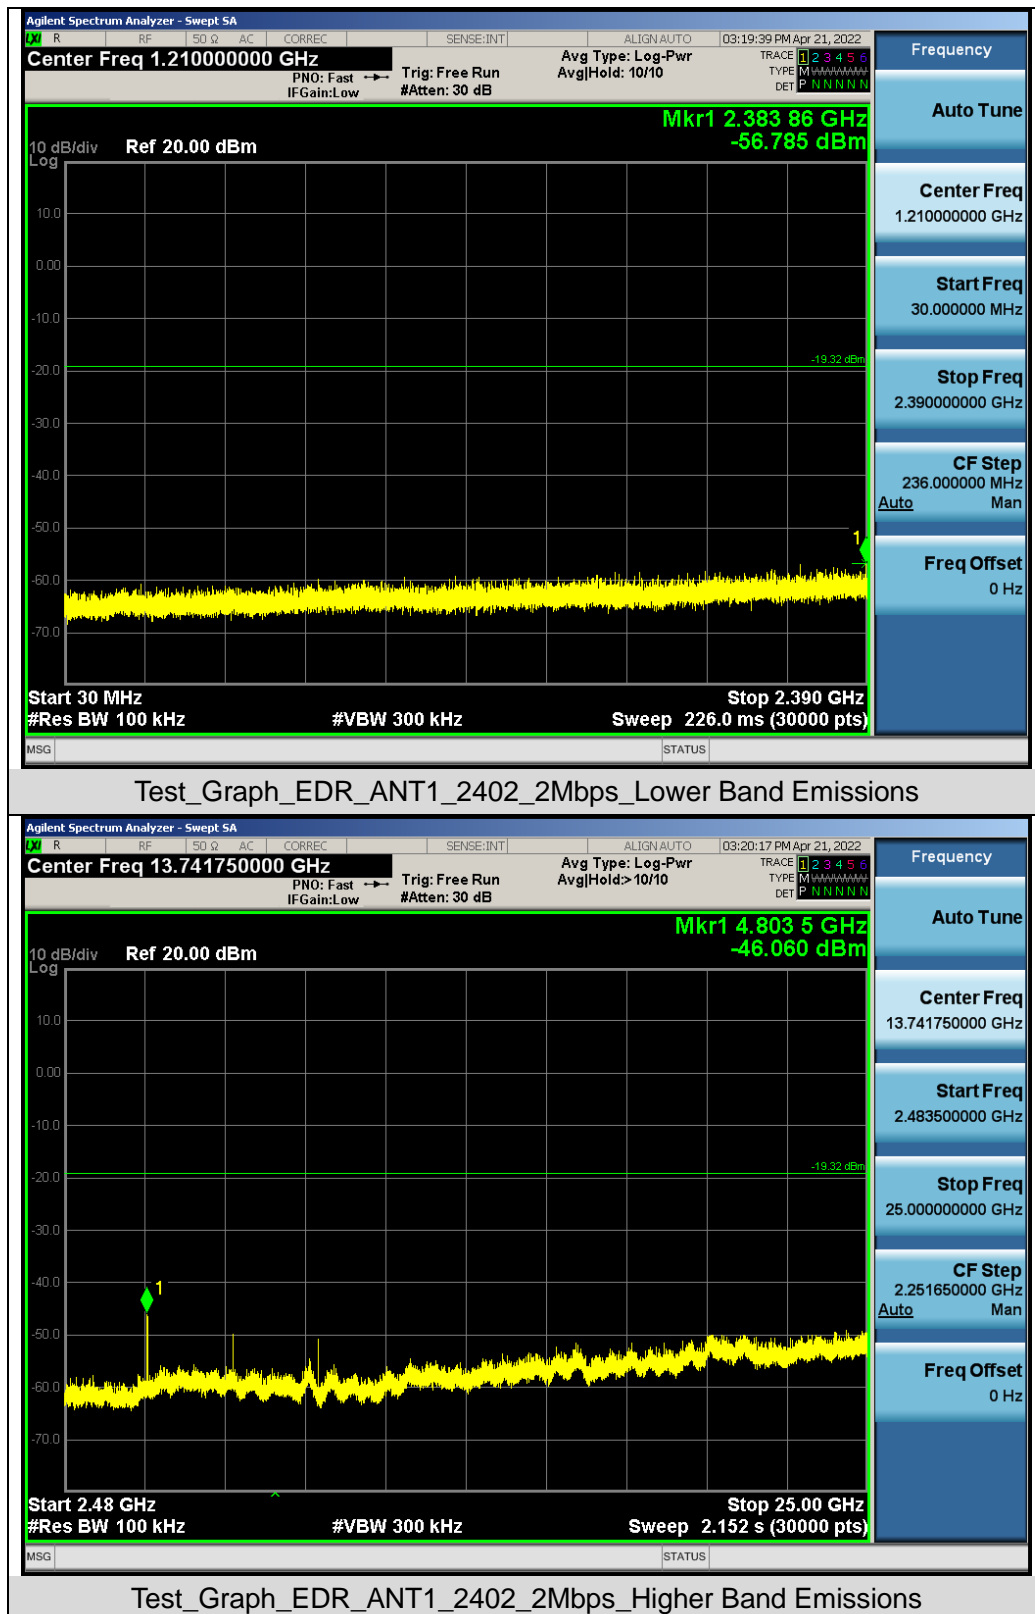 Agilent Spectrum Analyzer - Swept SA
LXI R RF 50 Ω AC CORREC SENSE:INT ALIGN AUTO 03:19:39 PM Apr 21, 2022
Center Freq 1.210000000 GHz
PNO: Fast
IFGain:Low
Trig: Free Run
#Atten: 30 dB
Avg Type: Log-Pwr
Avg|Hold: 10/10
TRACE 1 2 3 4 5 6
TYPE M
DET P N N N N N
Mkr1 2.383 86 GHz
-56.785 dBm
10 dB/div Ref 20.00 dBm
Log
10.0
0.00
-10.0
-19.32 dBm
-20.0
-30.0
-40.0
-50.0
1
-60.0
-70.0
Start 30 MHz Stop 2.390 GHz
#Res BW 100 kHz #VBW 300 kHz Sweep 226.0 ms (30000 pts)
MSG STATUS
Frequency
Auto Tune
Center Freq
1.210000000 GHz
Start Freq
30.000000 MHz
Stop Freq
2.390000000 GHz
CF Step
236.000000 MHz
Auto Man
Freq Offset
0 Hz
Test_Graph_EDR_ANT1_2402_2Mbps_Lower Band Emissions
Agilent Spectrum Analyzer - Swept SA
LXI R RF 50 Ω AC CORREC SENSE:INT ALIGN AUTO 03:20:17 PM Apr 21, 2022
Center Freq 13.741750000 GHz
PNO: Fast
IFGain:Low
Trig: Free Run
#Atten: 30 dB
Avg Type: Log-Pwr
Avg|Hold:> 10/10
TRACE 1 2 3 4 5 6
TYPE M
DET P N N N N N
Mkr1 4.803 5 GHz
-46.060 dBm
10 dB/div Ref 20.00 dBm
Log
10.0
0.00
-10.0
-19.32 dBm
-20.0
-30.0
-40.0
1
-50.0
-60.0
-70.0
Start 2.48 GHz Stop 25.00 GHz
#Res BW 100 kHz #VBW 300 kHz Sweep 2.152 s (30000 pts)
MSG STATUS
Frequency
Auto Tune
Center Freq
13.741750000 GHz
Start Freq
2.483500000 GHz
Stop Freq
25.000000000 GHz
CF Step
2.251650000 GHz
Auto Man
Freq Offset
0 Hz
Test_Graph_EDR_ANT1_2402_2Mbps_Higher Band Emissions